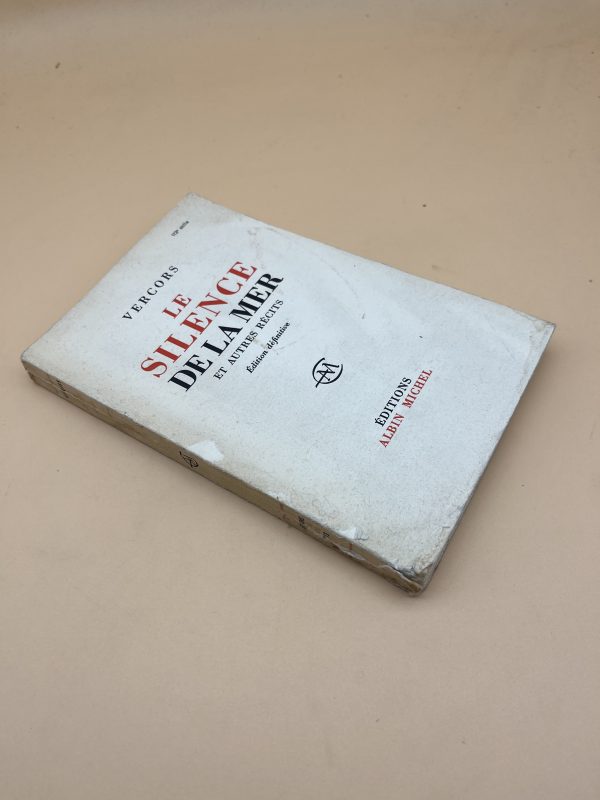 VERCORS
LE
SILENCE
DE LA MER
ET AUTRES RÉCITS
Édition définitive
ÉDITIONS
ALBIN MICHEL